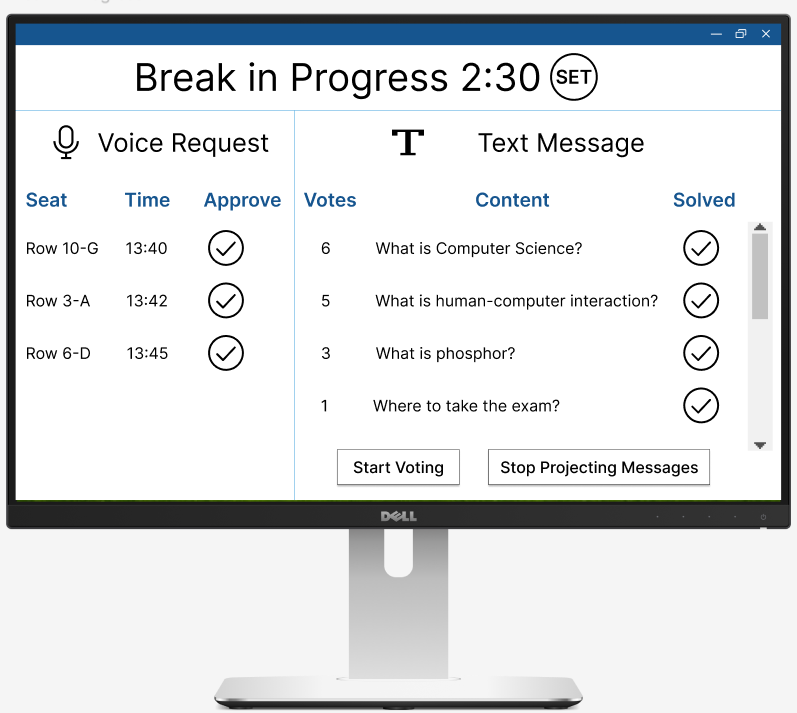 Break in Progress 2:30 SET
Voice Request
Seat Time Approve
Row 10-G 13:40
Row 3-A 13:42
Row 6-D 13:45
T Text Message
Votes Content Solved
6 What is Computer Science?
5 What is human-computer interaction?
3 What is phosphor?
1 Where to take the exam?
Start Voting Stop Projecting Messages
DELL